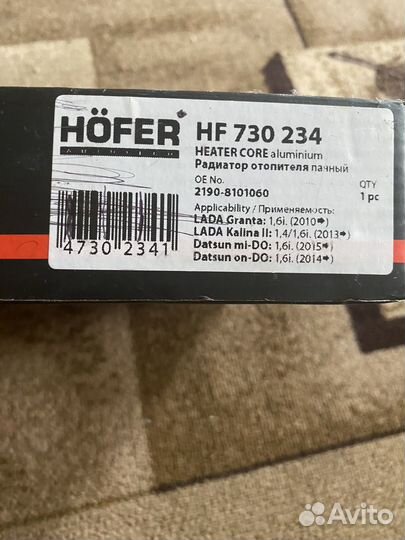 HÖFER
HF 730 234
HEATER CORE aluminium
Радиатор отопителя паяный
OE No.
2190-8101060
QTY
1 pc
Applicability / Применяемость:
LADA Granta: 1,6i. (2010➡)
LADA Kalina II: 1,4/1,6i. (2013➡)
Datsun mi-DO: 1,6i. (2015➡)
Datsun on-DO: 1,6i. (2014➡)
4730 2341
Avito